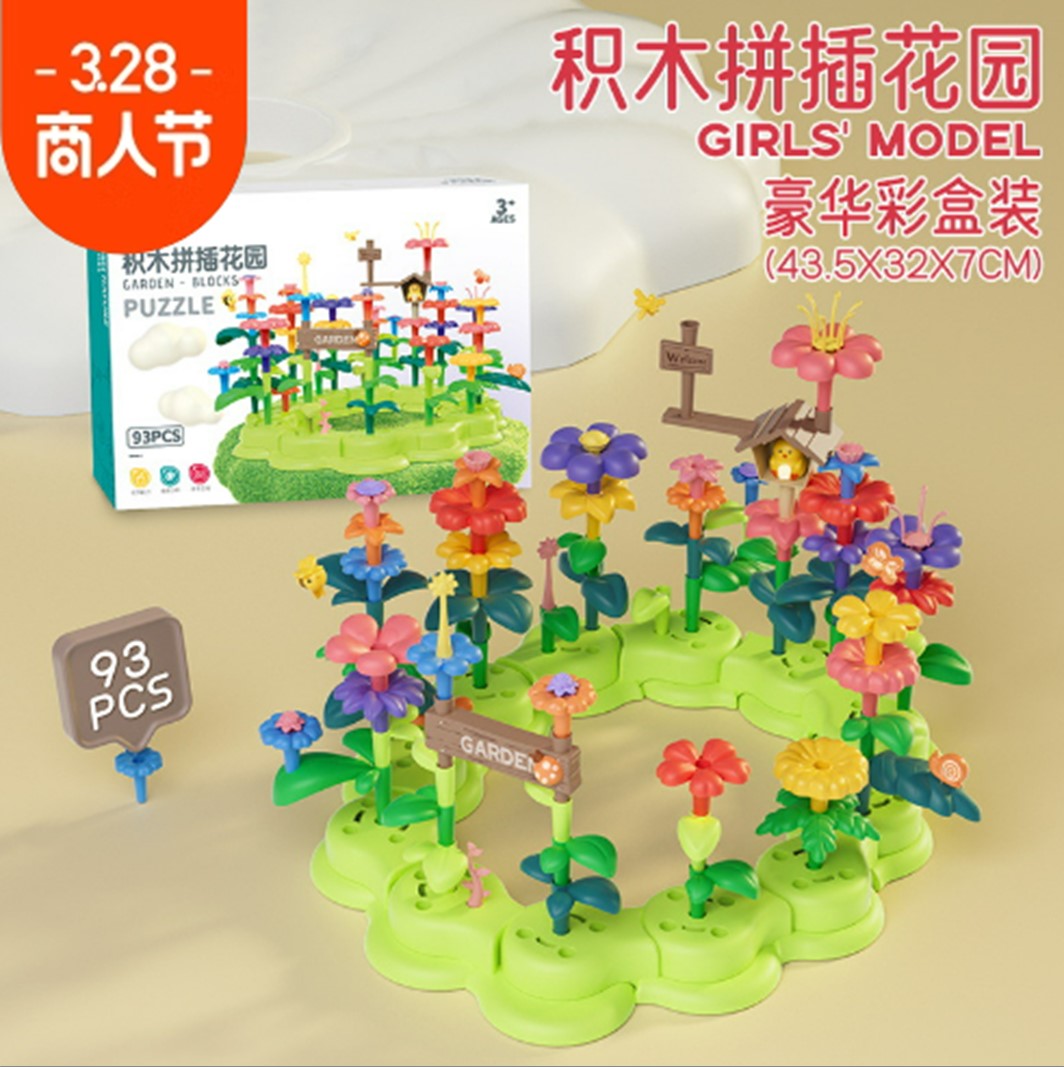 -3.28-
商人节
积木拼插花园
GIRLS' MODEL
豪华彩盒装
(43.5X32X7CM)
3+
AGES
积木拼插花园
GARDEN - BLOCKS
PUZZLE
GARDEN
93PCS
Welcome
93
PCS
GARDEN